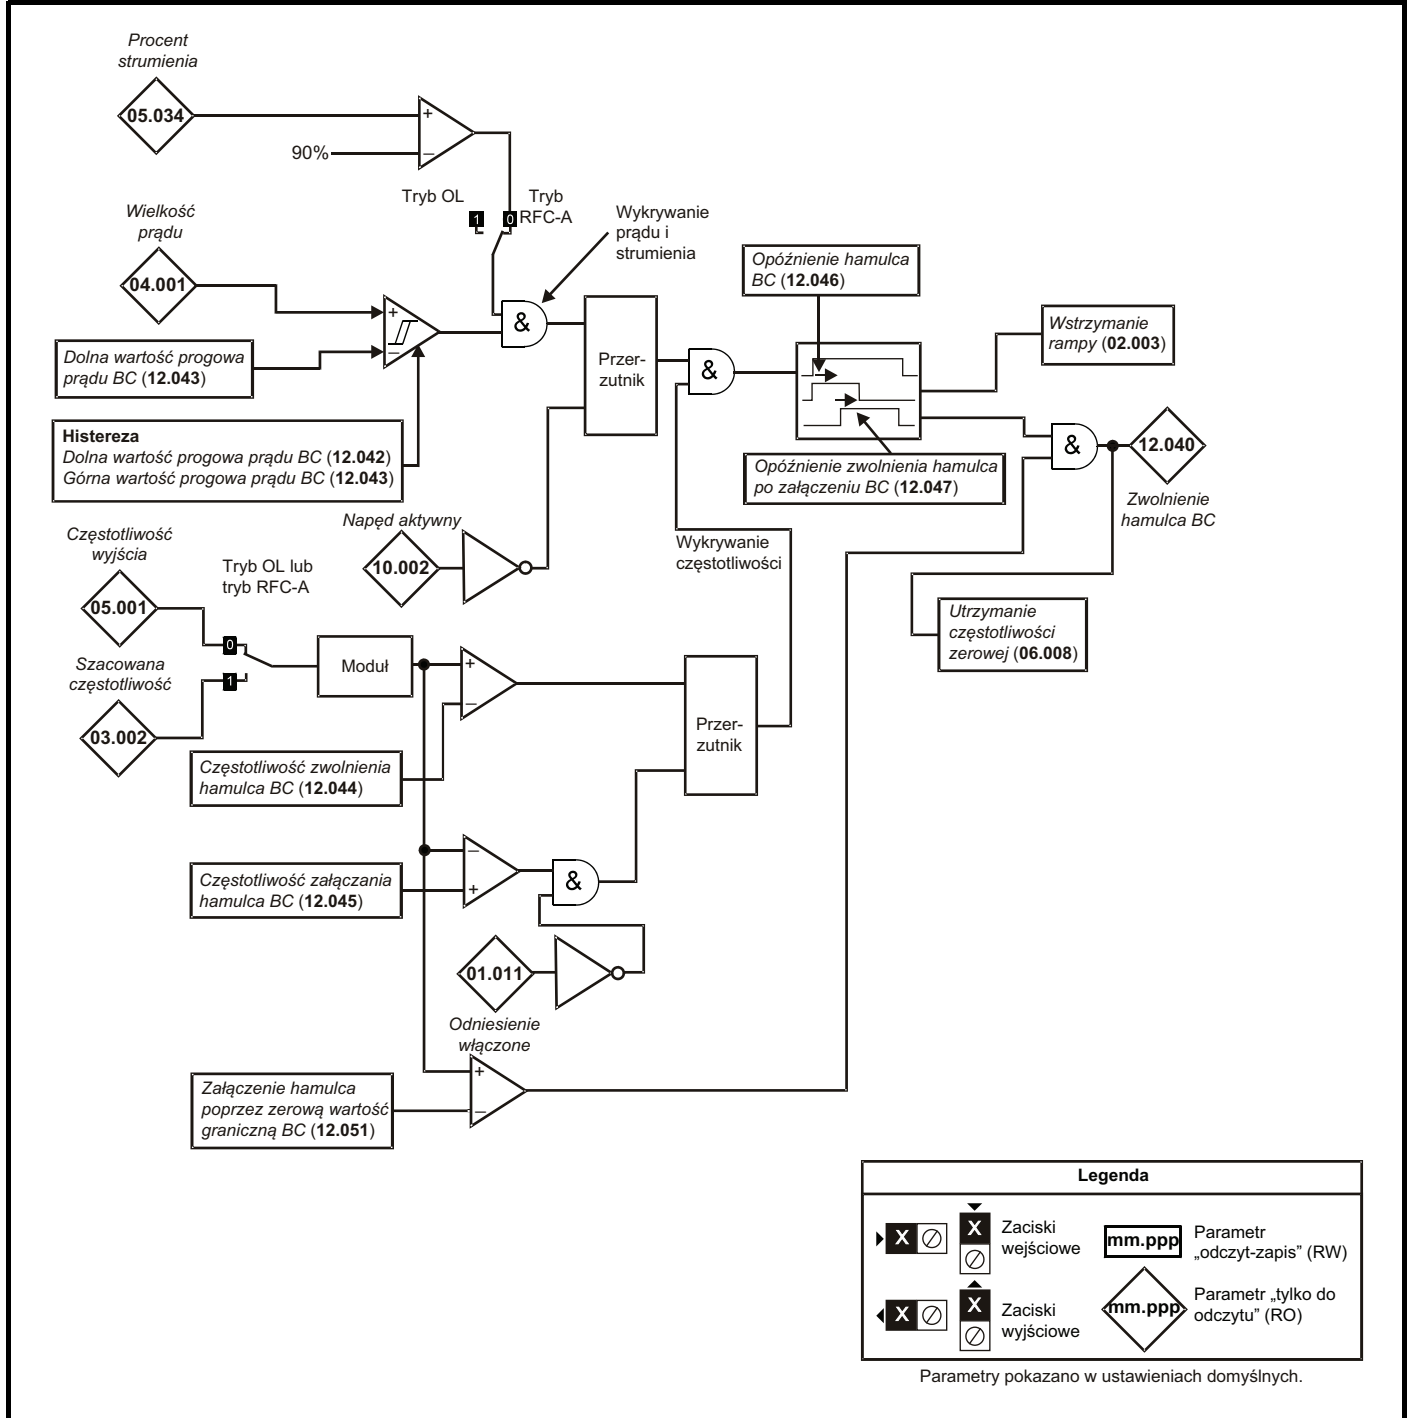 Procent
strumienia
05.034
90%
+
–
Tryb OL
Tryb
RFC-A
1
0
Wykrywanie
prądu i
strumienia
Wielkość
prądu
04.001
+
–
&
Dolna wartość progowa
prądu BC (12.043)
Histereza
Dolna wartość progowa prądu BC (12.042)
Górna wartość progowa prądu BC (12.043)
Przer-
zutnik
&
Opóźnienie hamulca
BC (12.046)
Wstrzymanie
rampy (02.003)
Opóźnienie zwolnienia hamulca
po załączeniu BC (12.047)
&
12.040
Zwolnienie
hamulca BC
Napęd aktywny
10.002
Wykrywanie
częstotliwości
Utrzymanie
częstotliwości
zerowej (06.008)
Częstotliwość
wyjścia
05.001
Tryb OL lub
tryb RFC-A
0
1
Szacowana
częstotliwość
03.002
Moduł
+
–
Przer-
zutnik
Częstotliwość zwolnienia
hamulca BC (12.044)
Częstotliwość załączania
hamulca BC (12.045)
–
+
&
01.011
Odniesienie
włączone
Załączenie hamulca
poprzez zerową wartość
graniczną BC (12.051)
+
–
Legenda
X
X
Zaciski
wejściowe
mm.ppp
Parametr
„odczyt-zapis” (RW)
X
X
Zaciski
wyjściowe
mm.ppp
Parametr „tylko do
odczytu” (RO)
Parametry pokazano w ustawieniach domyślnych.